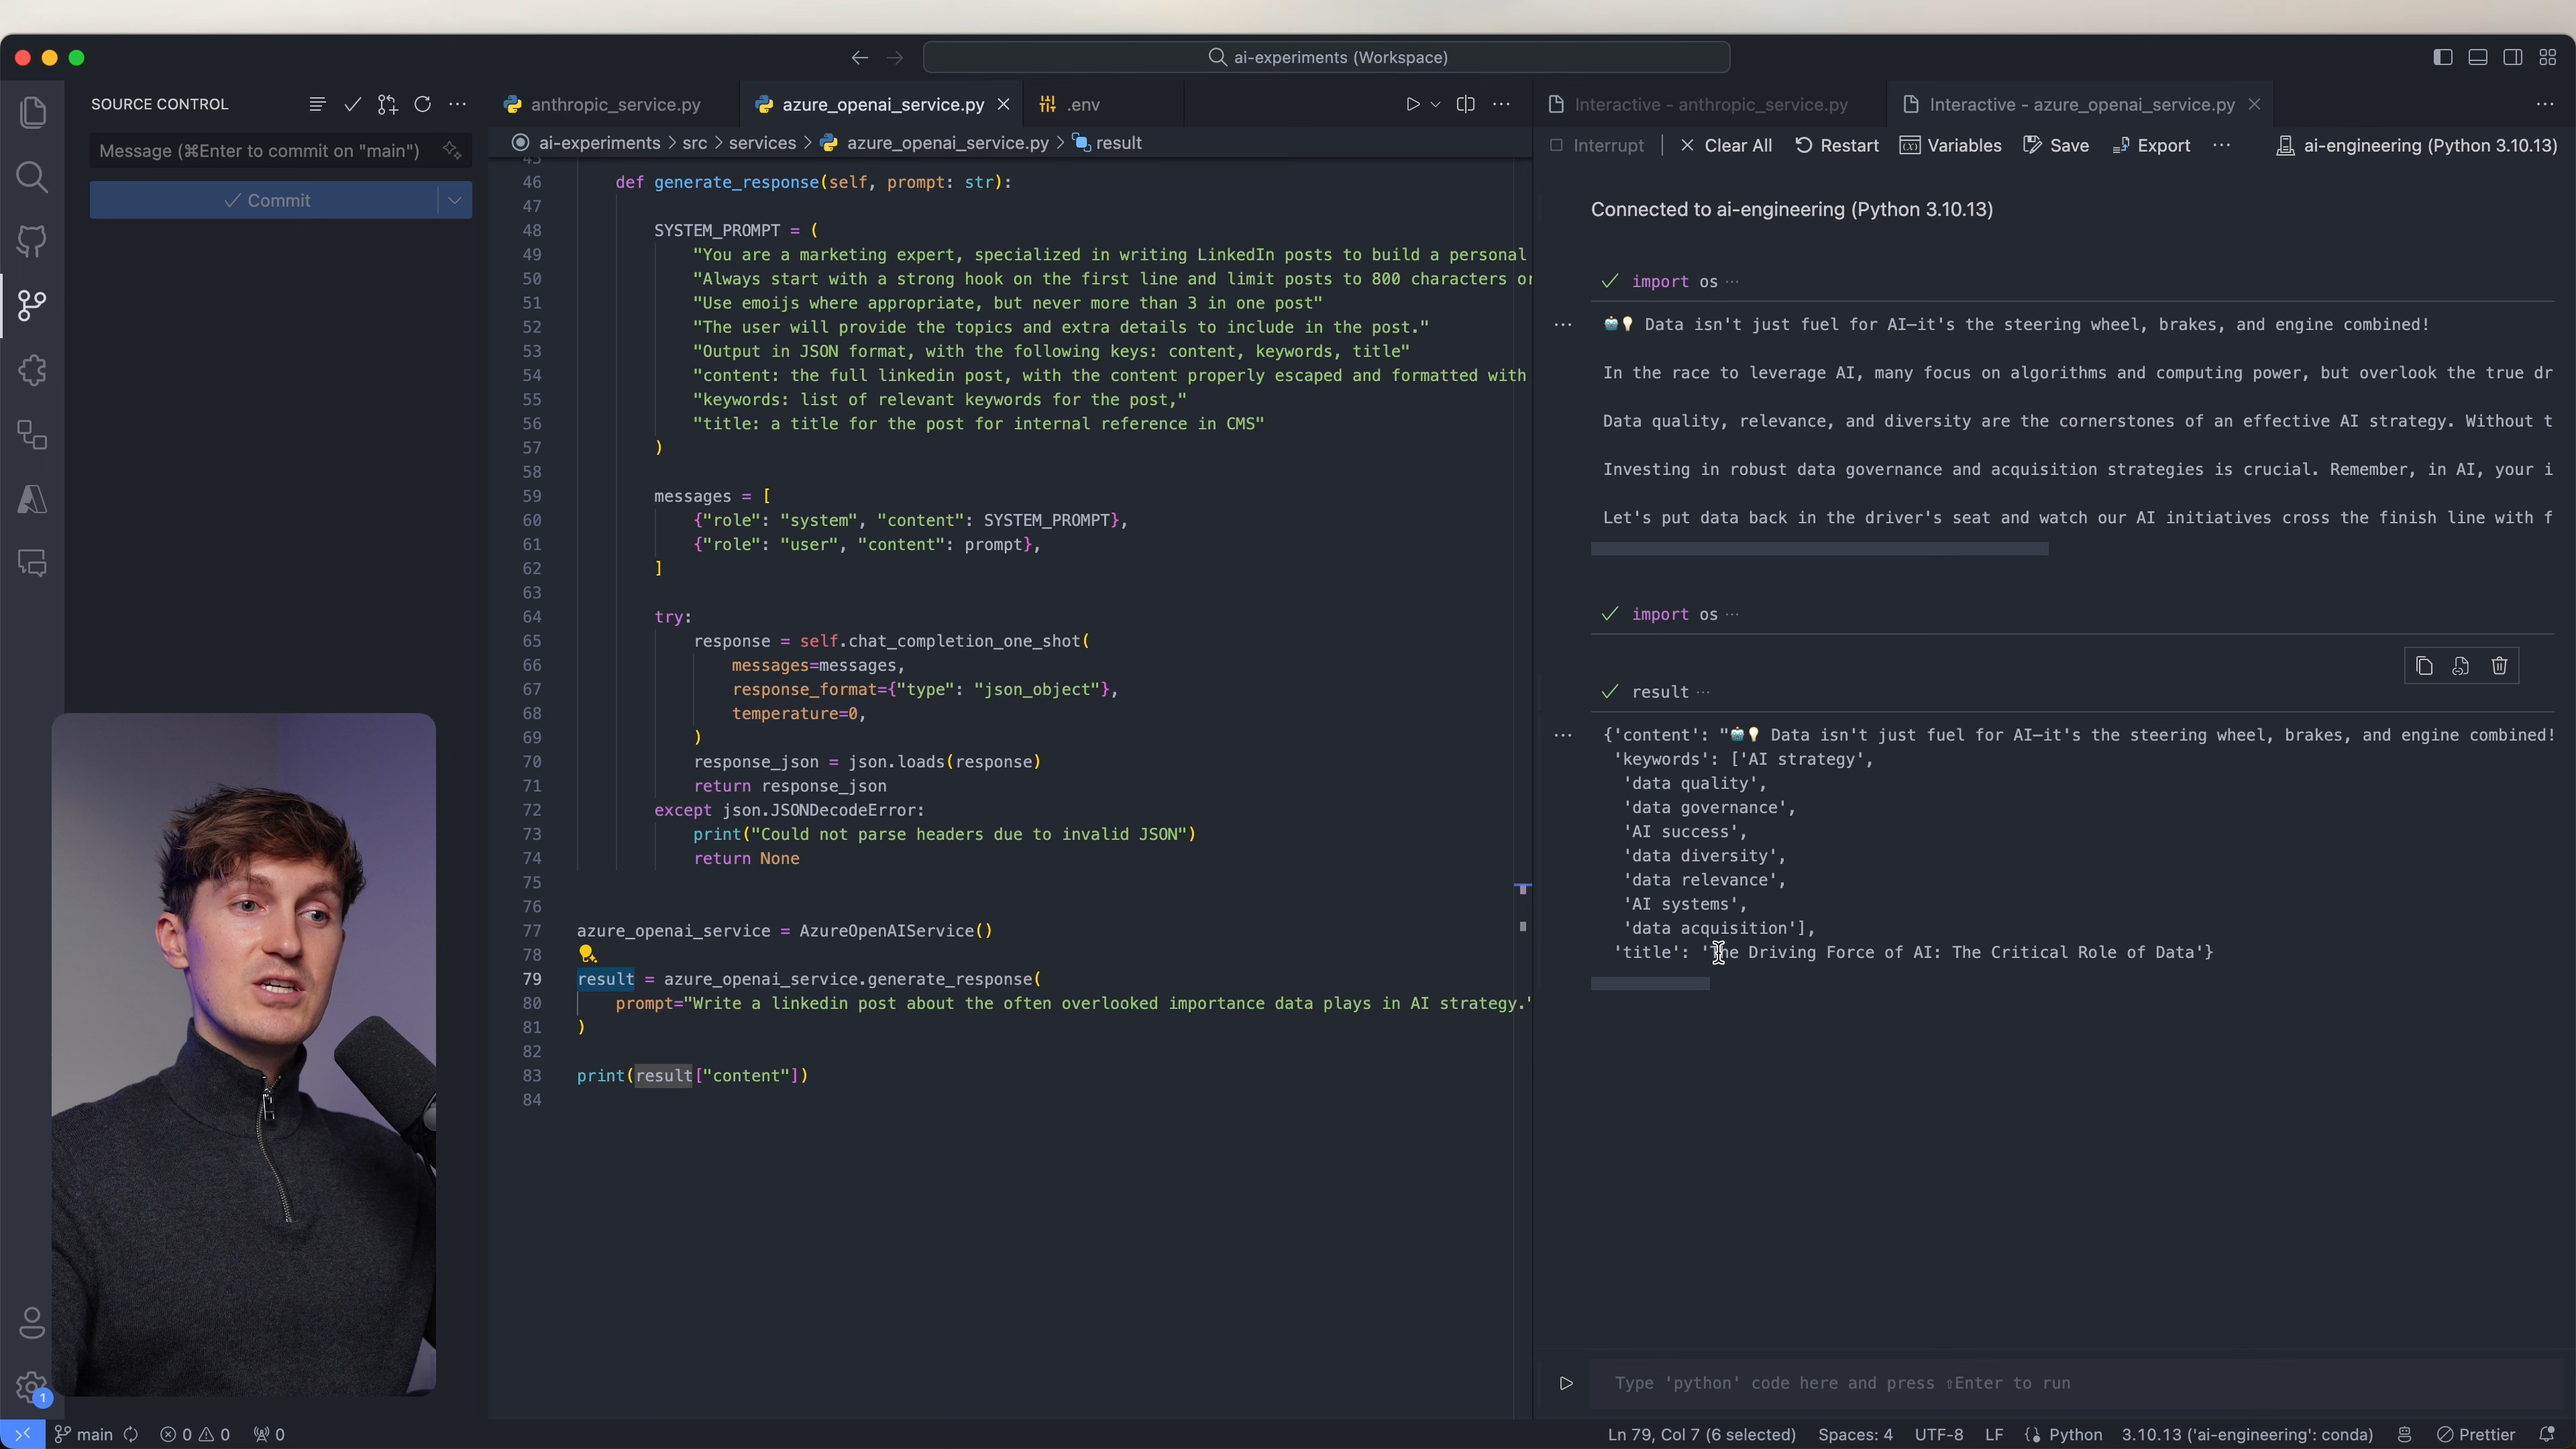 ai-experiments (Workspace)
SOURCE CONTROL
Message (⌘Enter to commit on "main")
Commit
anthropic_service.py
azure_openai_service.py
.env
ai-experiments > src > services > azure_openai_service.py > result
45
46 def generate_response(self, prompt: str):
47
48 SYSTEM_PROMPT = (
49 "You are a marketing expert, specialized in writing LinkedIn posts to build a personal
50 "Always start with a strong hook on the first line and limit posts to 800 characters or
51 "Use emoijs where appropriate, but never more than 3 in one post"
52 "The user will provide the topics and extra details to include in the post."
53 "Output in JSON format, with the following keys: content, keywords, title"
54 "content: the full linkedin post, with the content properly escaped and formatted with
55 "keywords: list of relevant keywords for the post,"
56 "title: a title for the post for internal reference in CMS"
57 )
58
59 messages = [
60 {"role": "system", "content": SYSTEM_PROMPT},
61 {"role": "user", "content": prompt},
62 ]
63
64 try:
65 response = self.chat_completion_one_shot(
66 messages=messages,
67 response_format={"type": "json_object"},
68 temperature=0,
69 )
70 response_json = json.loads(response)
71 return response_json
72 except json.JSONDecodeError:
73 print("Could not parse headers due to invalid JSON")
74 return None
75
76
77 azure_openai_service = AzureOpenAIService()
78
79 result = azure_openai_service.generate_response(
80 prompt="Write a linkedin post about the often overlooked importance data plays in AI strategy."
81 )
82
83 print(result["content"])
84
Interactive - anthropic_service.py
Interactive - azure_openai_service.py
Interrupt | Clear All Restart Variables Save Export ··· ai-engineering (Python 3.10.13)
Connected to ai-engineering (Python 3.10.13)
import os ···
🤖💡 Data isn't just fuel for AI—it's the steering wheel, brakes, and engine combined!
In the race to leverage AI, many focus on algorithms and computing power, but overlook the true dr
Data quality, relevance, and diversity are the cornerstones of an effective AI strategy. Without t
Investing in robust data governance and acquisition strategies is crucial. Remember, in AI, your i
Let's put data back in the driver's seat and watch our AI initiatives cross the finish line with f
import os ···
result ···
{'content': "🤖💡 Data isn't just fuel for AI—it's the steering wheel, brakes, and engine combined!
'keywords': ['AI strategy',
'data quality',
'data governance',
'AI success',
'data diversity',
'data relevance',
'AI systems',
'data acquisition'],
'title': 'The Driving Force of AI: The Critical Role of Data'}
Type 'python' code here and press ⇧Enter to run
1
main 0 0 0
Ln 79, Col 7 (6 selected) Spaces: 4 UTF-8 LF Python 3.10.13 ('ai-engineering': conda) Prettier